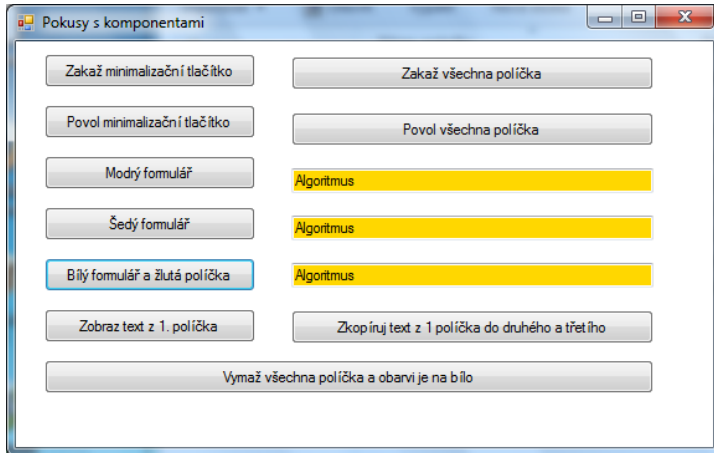 Pokusy s komponentami
Zakaž minimalizační tlačítko
Zakaž všechna políčka
Povol minimalizační tlačítko
Povol všechna políčka
Modrý formulář
Algoritmus
Šedý formulář
Algoritmus
Bílý formulář a žlutá políčka
Algoritmus
Zobraz text z 1. políčka
Zkopíruj text z 1 políčka do druhého a třetího
Vymaž všechna políčka a obarvi je na bílo